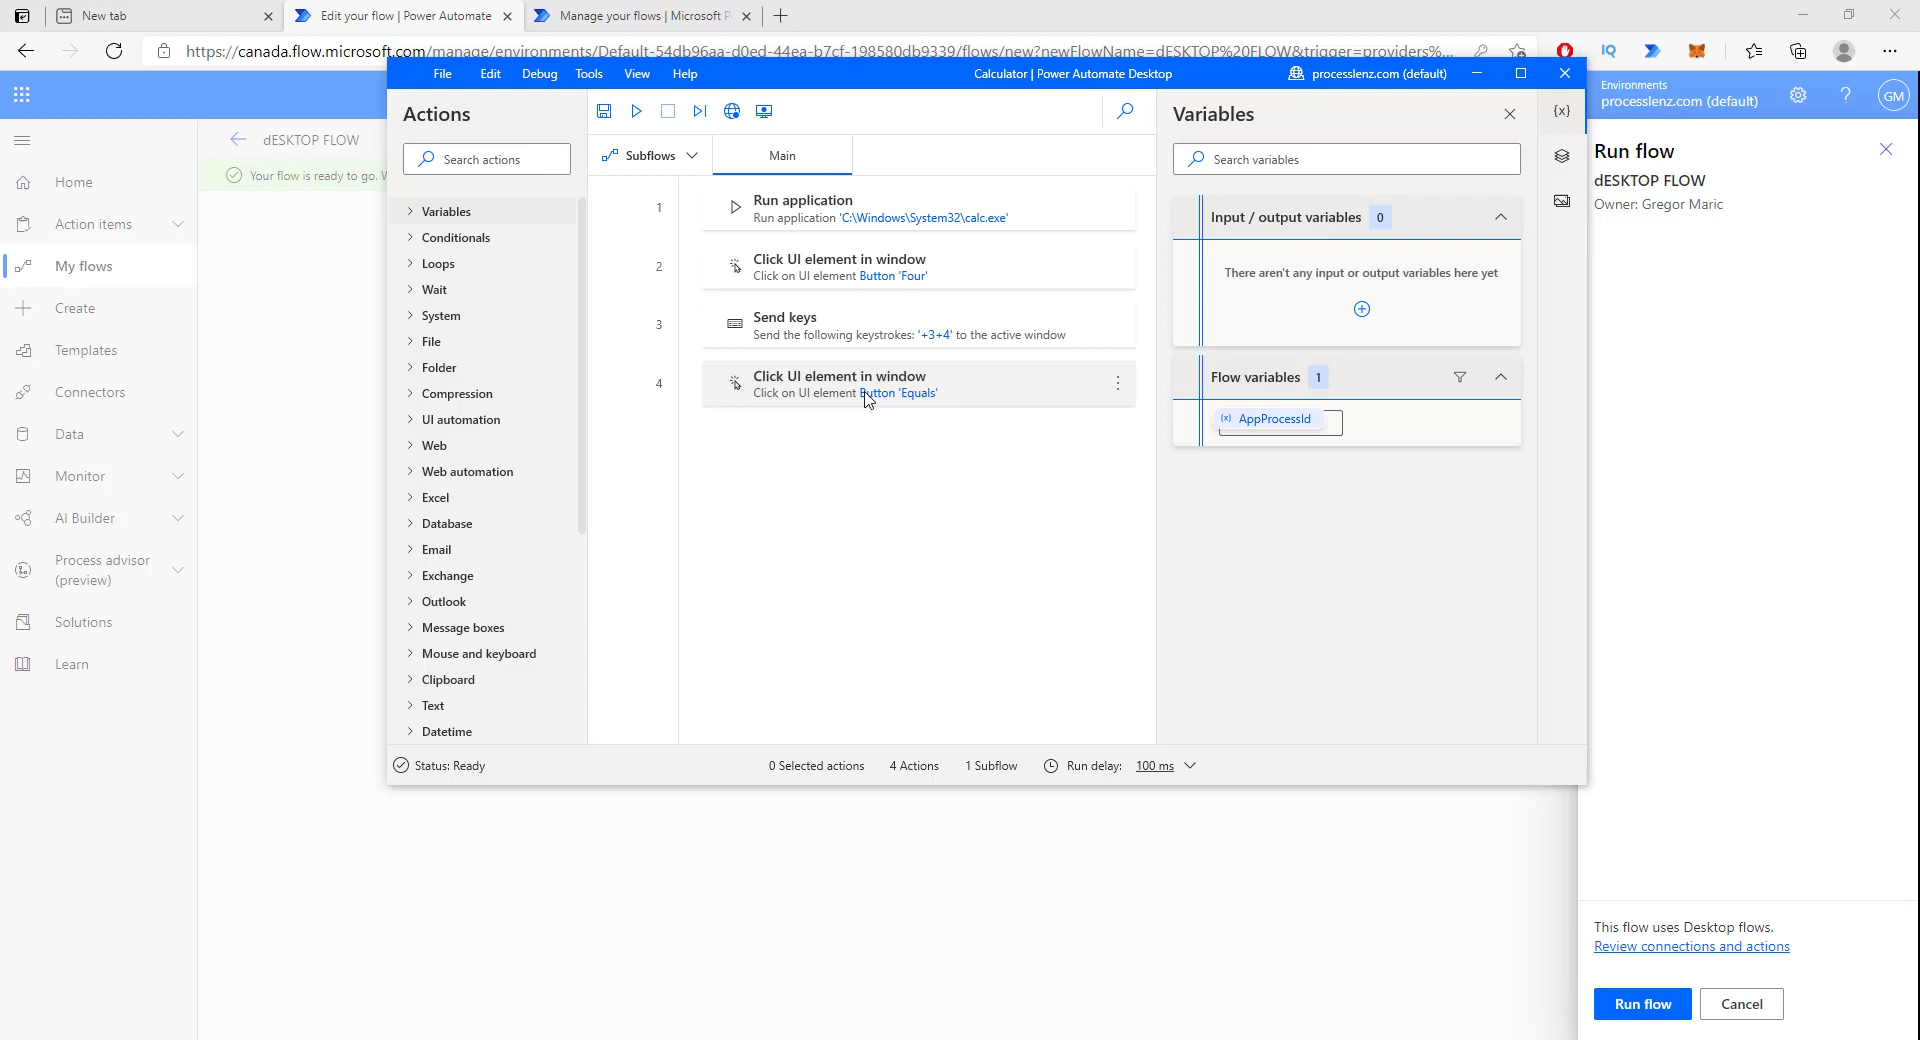 New tab
Edit your flow | Power Automate
Manage your flows | Microsoft P
https://canada.flow.microsoft.com/manage/environments/Default-54db96aa-d0ed-44ea-b7cf-198580db9339/flows/new?newFlowName=dESKTOP%20FLOW&trigger=providers%...
File
Edit
Debug
Tools
View
Help
Calculator | Power Automate Desktop
processlenz.com (default)
Environments
processlenz.com (default)
GM
dESKTOP FLOW
Your flow is ready to go. W
Home
Action items
My flows
Create
Templates
Connectors
Data
Monitor
AI Builder
Process advisor
(preview)
Solutions
Learn
Actions
Search actions
Variables
Conditionals
Loops
Wait
System
File
Folder
Compression
UI automation
Web
Web automation
Excel
Database
Email
Exchange
Outlook
Message boxes
Mouse and keyboard
Clipboard
Text
Datetime
Subflows
Main
1
Run application
Run application 'C:\Windows\System32\calc.exe'
2
Click UI element in window
Click on UI element Button 'Four'
3
Send keys
Send the following keystrokes: '+3+4' to the active window
4
Click UI element in window
Click on UI element Button 'Equals'
Variables
{x}
Search variables
Input / output variables 0
There aren't any input or output variables here yet
Flow variables 1
(x) AppProcessId
Status: Ready
0 Selected actions
4 Actions
1 Subflow
Run delay: 100 ms
Run flow
dESKTOP FLOW
Owner: Gregor Maric
This flow uses Desktop flows.
Review connections and actions
Run flow
Cancel